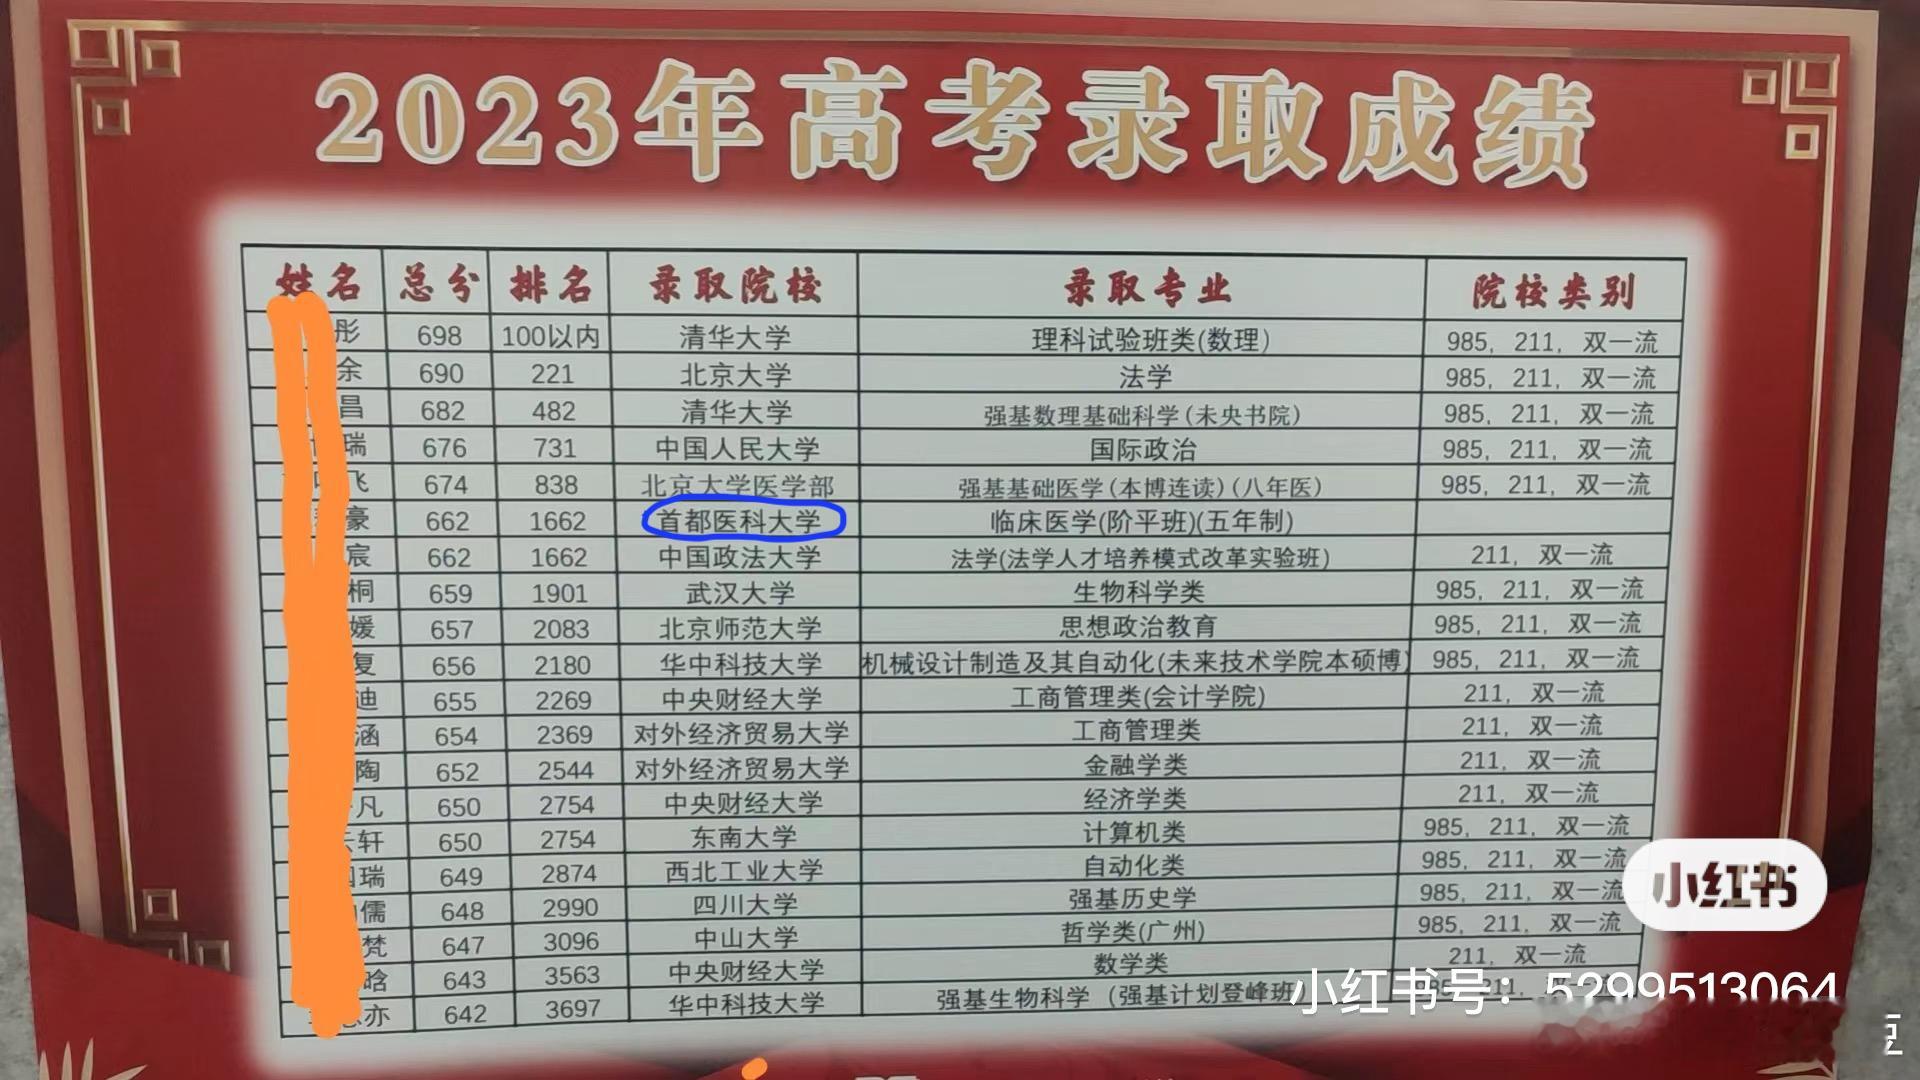 2023年高考录取成绩
姓名 总分 排名 录取院校 录取专业 院校类别
彤 698 100以内 清华大学 理科试验班类(数理) 985, 211, 双一流
余 690 221 北京大学 法学 985, 211, 双一流
昌 682 482 清华大学 强基数理基础科学(未央书院) 985, 211, 双一流
瑞 676 731 中国人民大学 国际政治 985, 211, 双一流
飞 674 838 北京大学医学部 强基基础医学(本博连读)(八年医) 985, 211, 双一流
豪 662 1662 首都医科大学 临床医学(阶平班)(五年制)
宸 662 1662 中国政法大学 法学(法学人才培养模式改革实验班) 211, 双一流
桐 659 1901 武汉大学 生物科学类 985, 211, 双一流
媛 657 2083 北京师范大学 思想政治教育 985, 211, 双一流
复 656 2180 华中科技大学 机械设计制造及其自动化(未来技术学院本硕博) 985, 211, 双一流
迪 655 2269 中央财经大学 工商管理类(会计学院) 211, 双一流
涵 654 2369 对外经济贸易大学 工商管理类 211, 双一流
陶 652 2544 对外经济贸易大学 金融学类 211, 双一流
凡 650 2754 中央财经大学 经济学类 211, 双一流
轩 650 2754 东南大学 计算机类 985, 211, 双一流
瑞 649 2874 西北工业大学 自动化类 985, 211, 双一流
儒 648 2990 四川大学 强基历史学 985, 211, 双一流
梵 647 3096 中山大学 哲学类(广州) 985, 211, 双一流
晗 643 3563 中央财经大学 数学类 211, 双一流
亦 642 3697 华中科技大学 强基生物科学（强基计划登峰班
小红书
小红书号：5299513064